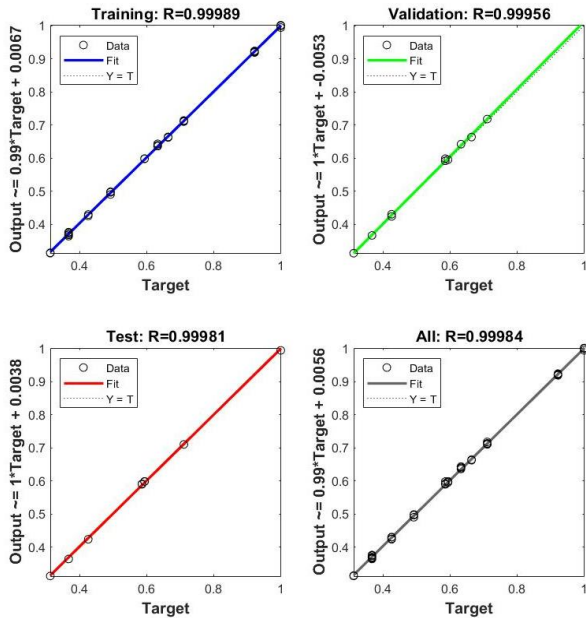 Training: R=0.99989
Output ~= 0.99*Target + 0.0067
1
0.9
0.8
0.7
0.6
0.5
0.4
Data
Fit
Y = T
0.4 0.6 0.8 1
Target
Validation: R=0.99956
Output ~= 1*Target + -0.0053
1
0.9
0.8
0.7
0.6
0.5
0.4
Data
Fit
Y = T
0.4 0.6 0.8 1
Target
Test: R=0.99981
Output ~= 1*Target + 0.0038
1
0.9
0.8
0.7
0.6
0.5
0.4
Data
Fit
Y = T
0.4 0.6 0.8 1
Target
All: R=0.99984
Output ~= 0.99*Target + 0.0056
1
0.9
0.8
0.7
0.6
0.5
0.4
Data
Fit
Y = T
0.4 0.6 0.8 1
Target